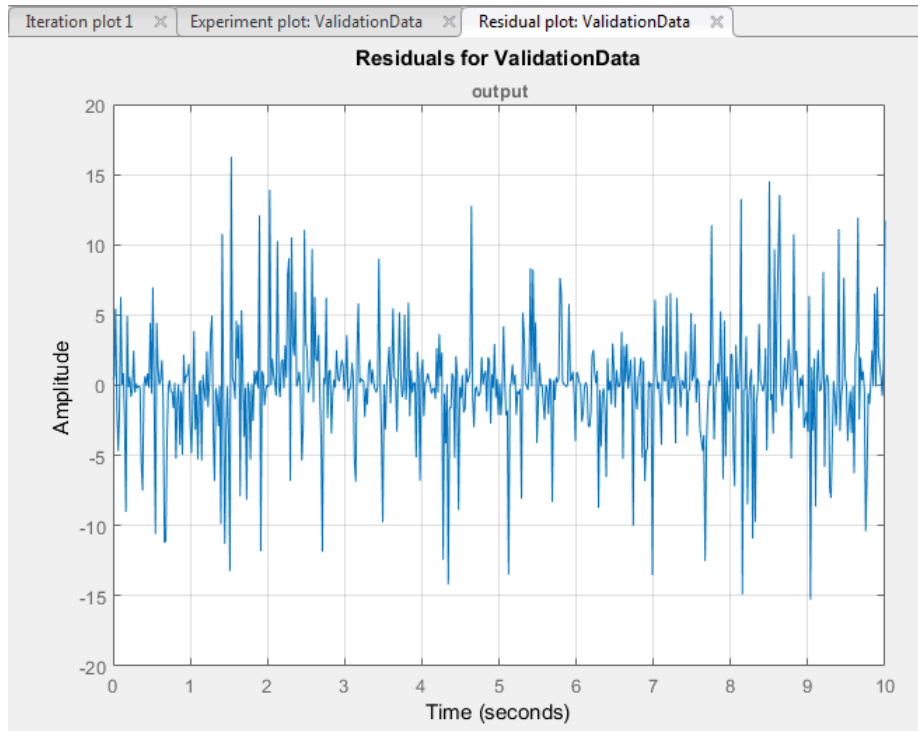 Iteration plot 1 Experiment plot: ValidationData Residual plot: ValidationData
Residuals for ValidationData
output
20
15
10
5
0
-5
-10
-15
-20
Amplitude
0 1 2 3 4 5 6 7 8 9 10
Time (seconds)